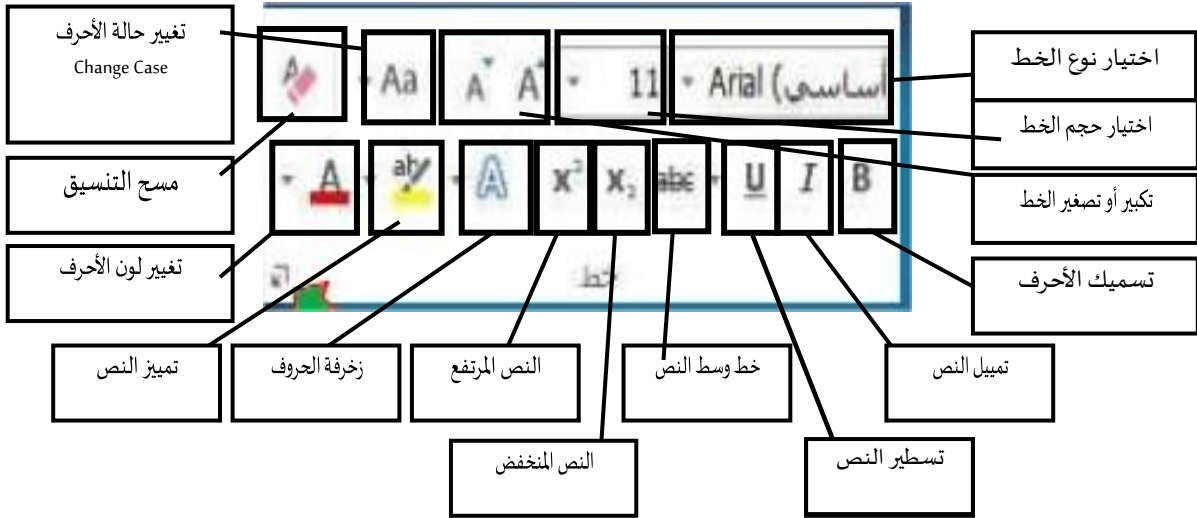 تغيير حالة الأحرف
Change Case
اختيار نوع الخط
أساسي) Arial
11
Aa
A A
A
اختيار حجم الخط
مسح التنسيق
تكبير أو تصغير الخط
B
I
U
abc
x₂
x²
A
ab
A
تغيير لون الأحرف
تسميك الأحرف
خط
تمييل النص
خط وسط النص
النص المرتفع
زخرفة الحروف
تمييز النص
تسطير النص
النص المنخفض